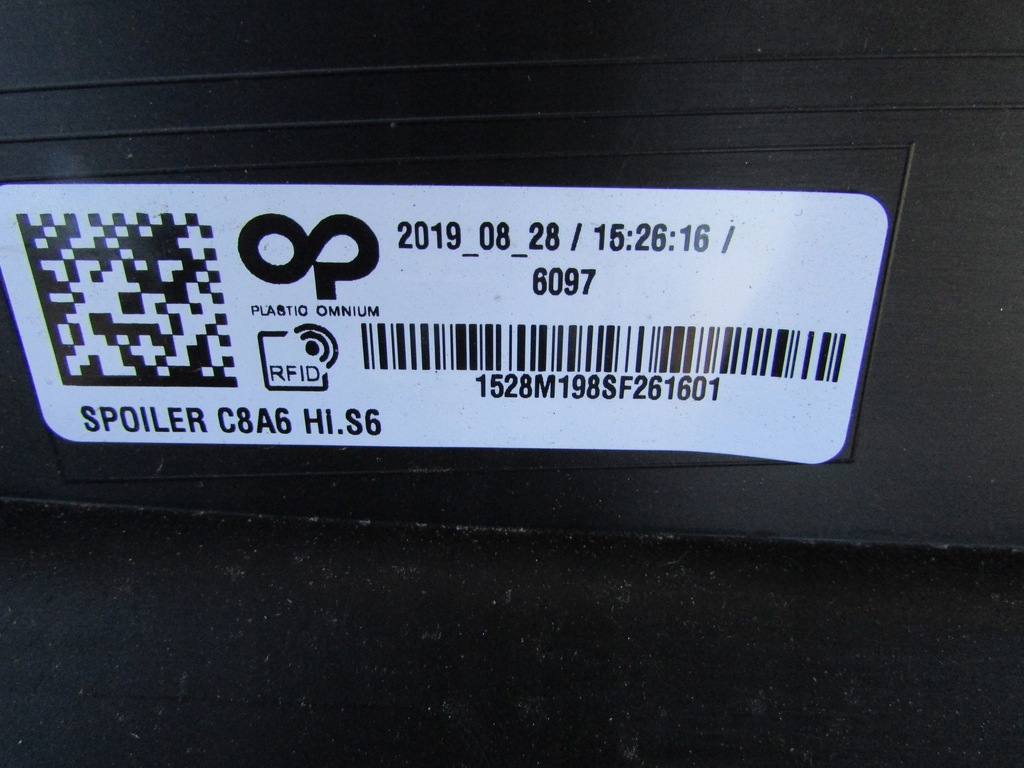 2019_08_28 / 15:26:16 /
6097
PLASTIC OMNIUM
RFID
1528M198SF261601
SPOILER C8A6 Hi.S6